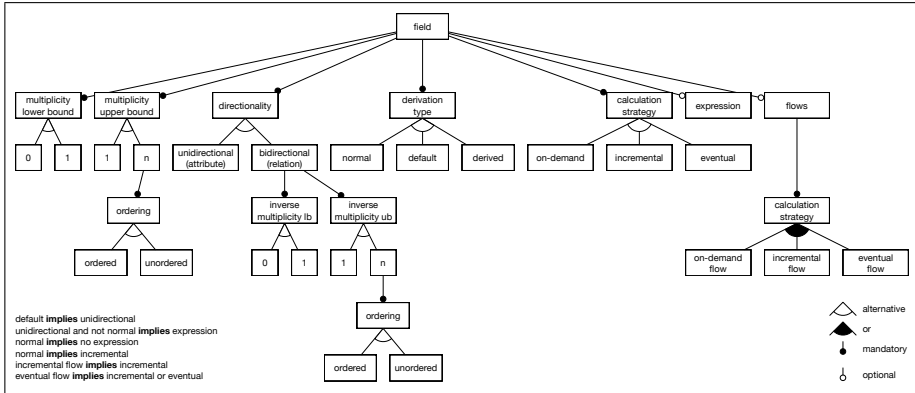 field
multiplicity
lower bound
multiplicity
upper bound
directionality
derivation
type
calculation
strategy
expression
flows
0
1
1
n
unidirectional
(attribute)
bidirectional
(relation)
normal
default
derived
on-demand
incremental
eventual
ordering
inverse
multiplicity lb
inverse
multiplicity ub
calculation
strategy
ordered
unordered
0
1
1
n
on-demand
flow
incremental
flow
eventual flow
ordering
ordered
unordered
default implies unidirectional
unidirectional and not normal implies expression
normal implies no expression
normal implies incremental
incremental flow implies incremental
eventual flow implies incremental or eventual
alternative
or
mandatory
optional